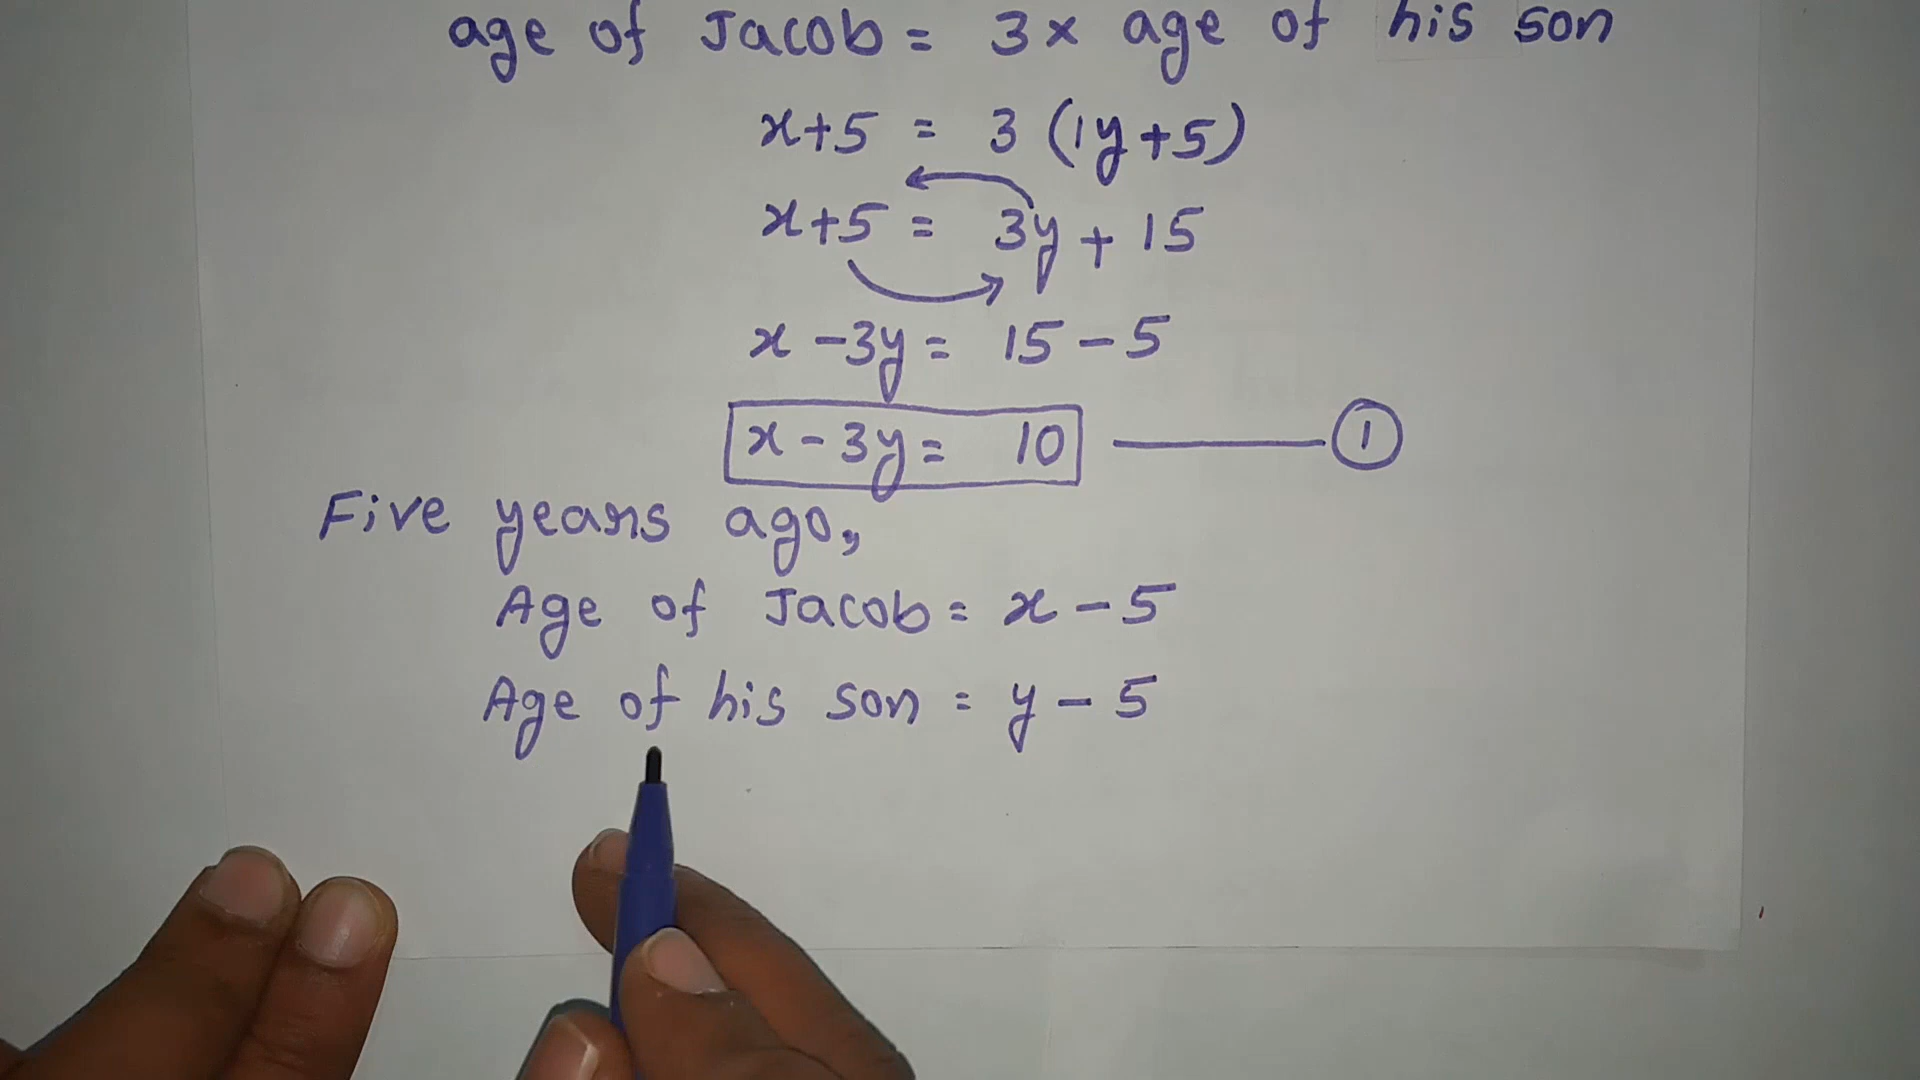 age of Jacob = 3 x age of his son
x+5 = 3 (1y+5)
x+5 = 3y + 15
x -3y = 15 - 5
x - 3y = 10 ——— ①
Five years ago,
Age of Jacob = x - 5
Age of his son = y - 5